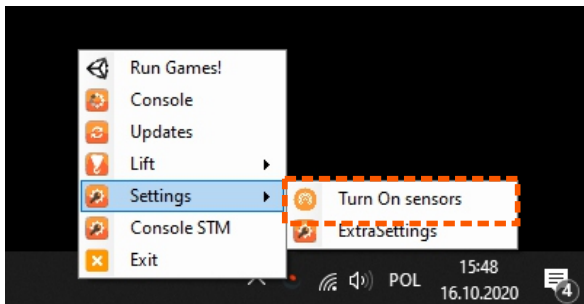 Run Games!
Console
Updates
Lift
Settings
Turn On sensors
Console STM
ExtraSettings
Exit
POL
15:48
16.10.2020
4